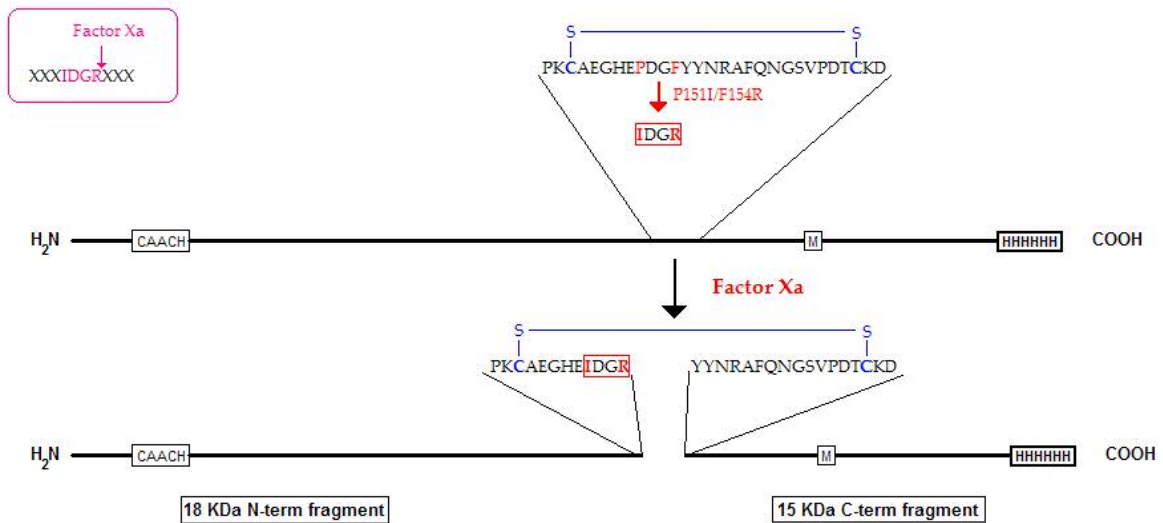 Factor Xa
XXXIDGRXXX
S S
PKCAEGHEPDGFYYNRAFQNGSVPDTCKD
P151I/F154R
IDGR
H2N CAACH M HHHHHH COOH
Factor Xa
S S
PKCAEGHEIDGR YYNRAFQNGSVPDTCKD
H2N CAACH M HHHHHH COOH
18 KDa N-term fragment 15 KDa C-term fragment